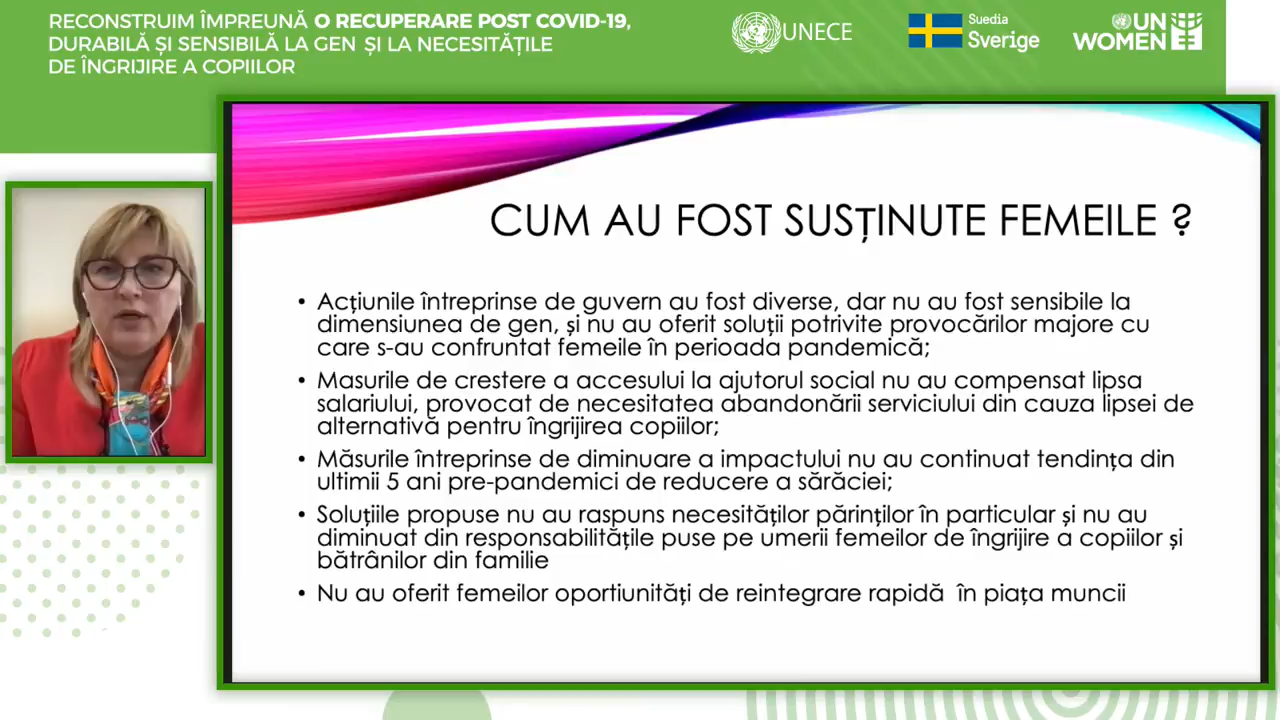 RECONSTRUIM ÎMPREUNĂ O RECUPERARE POST COVID-19,
DURABILĂ ȘI SENSIBILĂ LA GEN ȘI LA NECESITĂȚILE
DE ÎNGRIJIRE A COPIILOR
UNECE
Suedia
Sverige
UN
WOMEN
CUM AU FOST SUSȚINUTE FEMEILE ?
• Acțiunile întreprinse de guvern au fost diverse, dar nu au fost sensibile la
dimensiunea de gen, și nu au oferit soluții potrivite provocărilor majore cu
care s-au confruntat femeile în perioada pandemică;
• Masurile de crestere a accesului la ajutorul social nu au compensat lipsa
salariului, provocat de necesitatea abandonării serviciului din cauza lipsei de
alternativă pentru îngrijirea copiilor;
• Măsurile întreprinse de diminuare a impactului nu au continuat tendința din
ultimii 5 ani pre-pandemici de reducere a sărăciei;
• Soluțiile propuse nu au raspuns necesităților părinților în particular și nu au
diminuat din responsabilitățile puse pe umerii femeilor de îngrijire a copiilor și
bătrânilor din familie
• Nu au oferit femeilor oportiunități de reintegrare rapidă în piața muncii